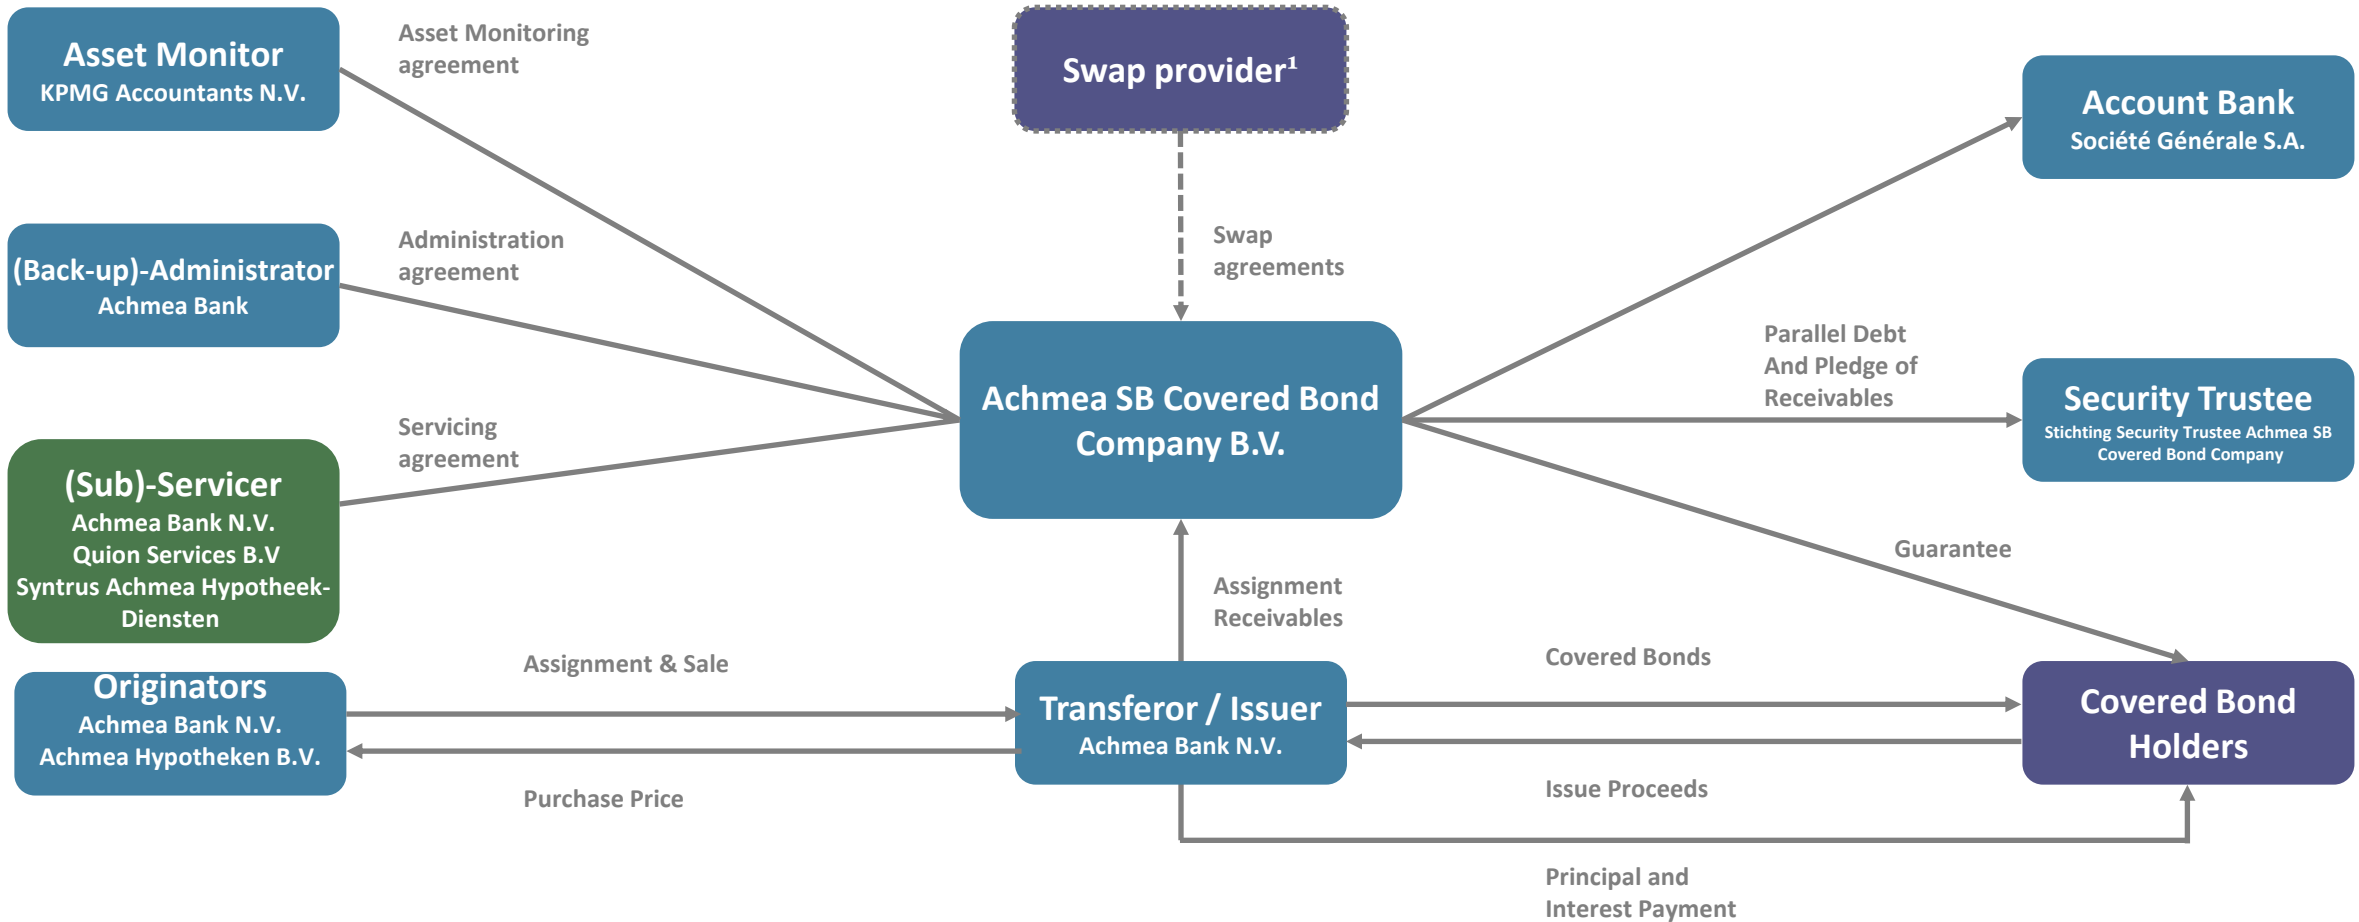 Asset Monitor
KPMG Accountants N.V.
Asset Monitoring
agreement
Swap provider¹
Account Bank
Société Générale S.A.
(Back-up)-Administrator
Achmea Bank
Administration
agreement
Swap
agreements
Achmea SB Covered Bond
Company B.V.
Parallel Debt
And Pledge of
Receivables
Security Trustee
Stichting Security Trustee Achmea SB
Covered Bond Company
(Sub)-Servicer
Achmea Bank N.V.
Quion Services B.V
Syntrus Achmea Hypotheek-
Diensten
Servicing
agreement
Guarantee
Assignment
Receivables
Originators
Achmea Bank N.V.
Achmea Hypotheken B.V.
Assignment & Sale
Purchase Price
Transferor / Issuer
Achmea Bank N.V.
Covered Bonds
Issue Proceeds
Covered Bond
Holders
Principal and
Interest Payment